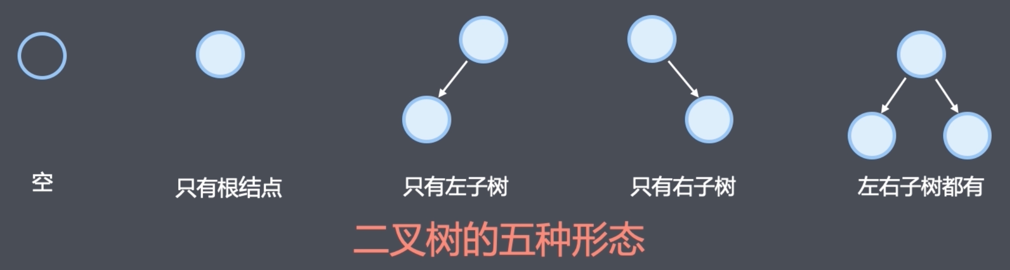 空
只有根结点
只有左子树
只有右子树
左右子树都有
二叉树的五种形态